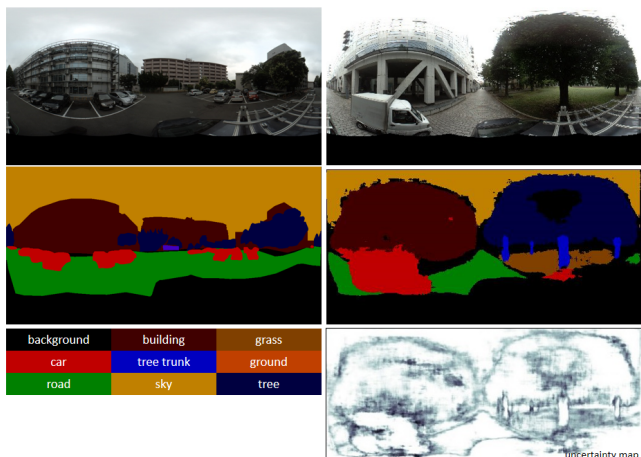 background building grass
car tree trunk ground
road sky tree
uncertainty map